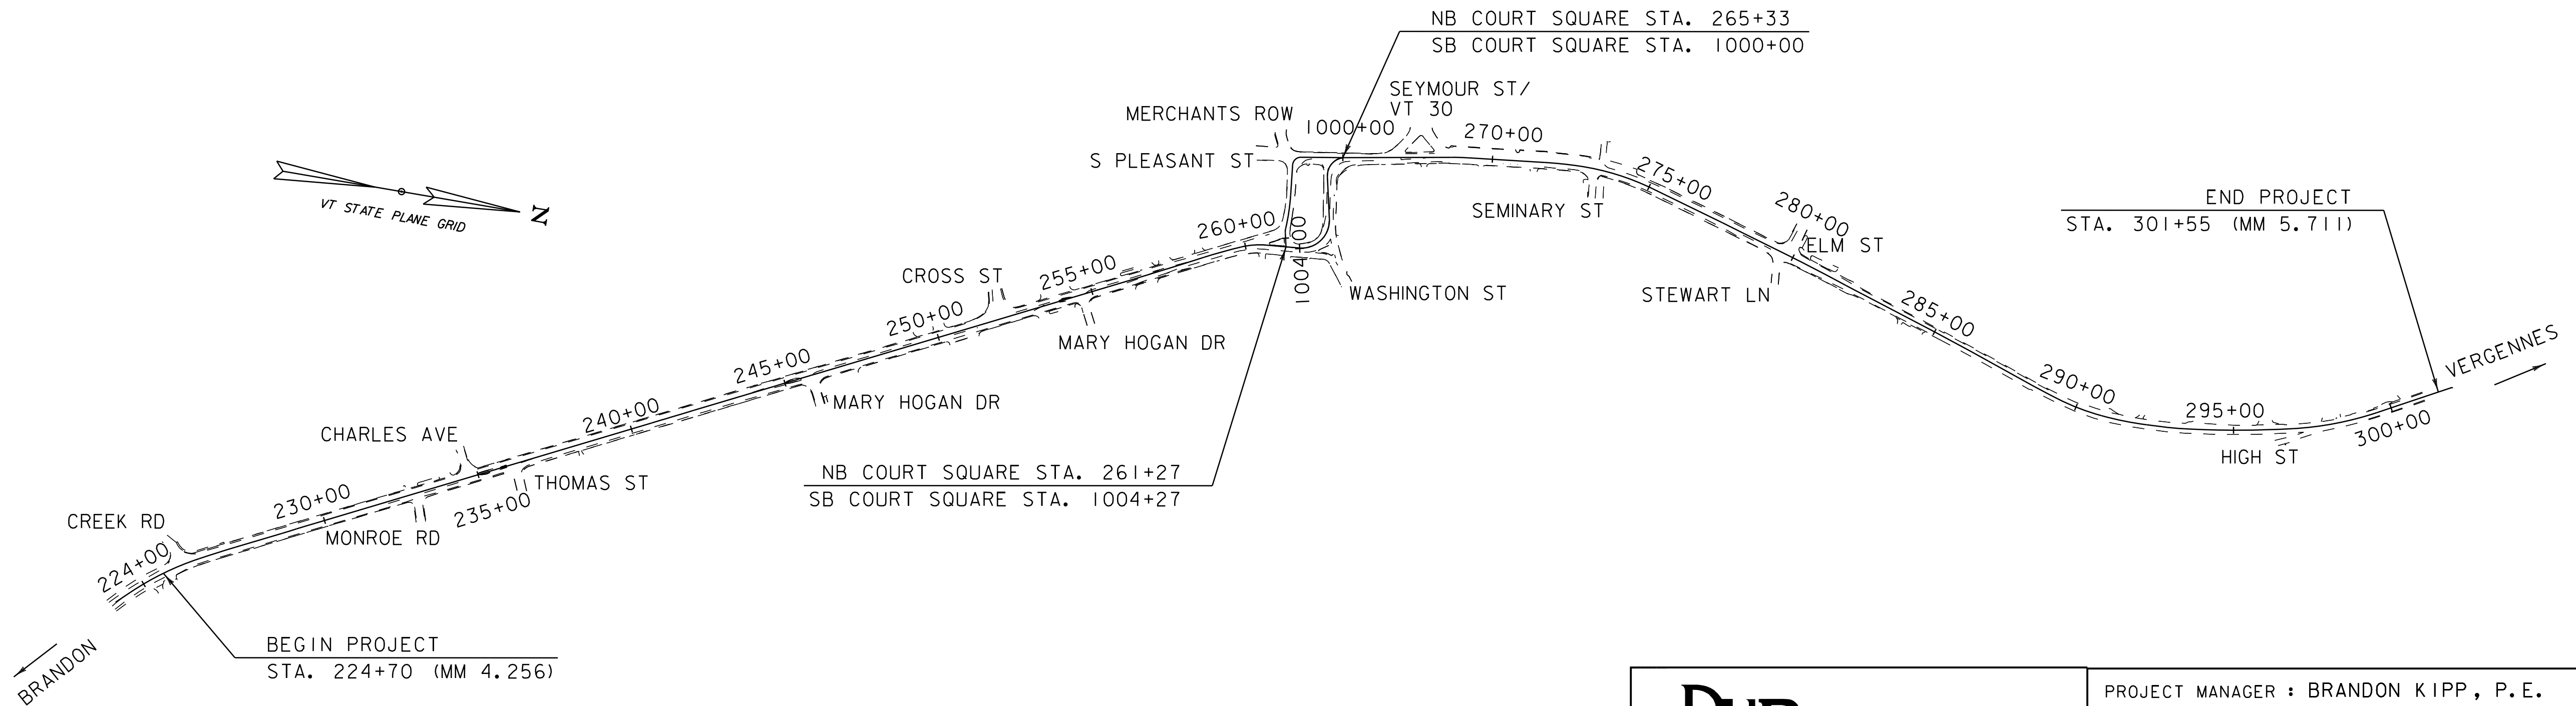 NB COURT SQUARE STA. 265+33
SB COURT SQUARE STA. 1000+00
SEYMOUR ST/
VT 30
MERCHANTS ROW
1000+00
270+00
S PLEASANT ST
275+00
VT STATE PLANE GRID
N
SEMINARY ST
280+00
END PROJECT
STA. 301+55 (MM 5.711)
260+00
ELM ST
1004+00
CROSS ST
255+00
WASHINGTON ST
STEWART LN
250+00
285+00
MARY HOGAN DR
245+00
VERGENNES
290+00
MARY HOGAN DR
240+00
295+00
300+00
CHARLES AVE
HIGH ST
NB COURT SQUARE STA. 261+27
SB COURT SQUARE STA. 1004+27
THOMAS ST
230+00
235+00
CREEK RD
MONROE RD
224+00
BEGIN PROJECT
STA. 224+70 (MM 4.256)
BRANDON
PROJECT MANAGER : BRANDON KIPP, P.E.